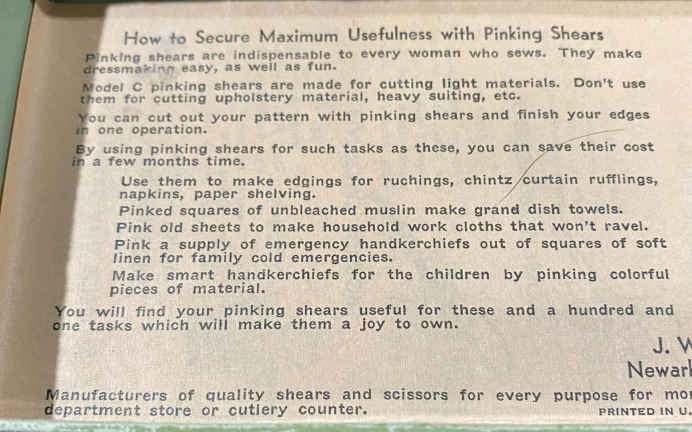 How to Secure Maximum Usefulness with Pinking Shears
Pinking shears are indispensable to every woman who sews. They make
dressmaking easy, as well as fun.
Model C pinking shears are made for cutting light materials. Don't use
them for cutting upholstery material, heavy suiting, etc.
You can cut out your pattern with pinking shears and finish your edges
in one operation.
By using pinking shears for such tasks as these, you can save their cost
in a few months time.
Use them to make edgings for ruchings, chintz curtain rufflings,
napkins, paper shelving.
Pinked squares of unbleached muslin make grand dish towels.
Pink old sheets to make household work cloths that won't ravel.
Pink a supply of emergency handkerchiefs out of squares of soft
linen for family cold emergencies.
Make smart handkerchiefs for the children by pinking colorful
pieces of material.
You will find your pinking shears useful for these and a hundred and
one tasks which will make them a joy to own.
J.
Newark
Manufacturers of quality shears and scissors for every purpose for
department store or cutlery counter.
PRINTED IN U.